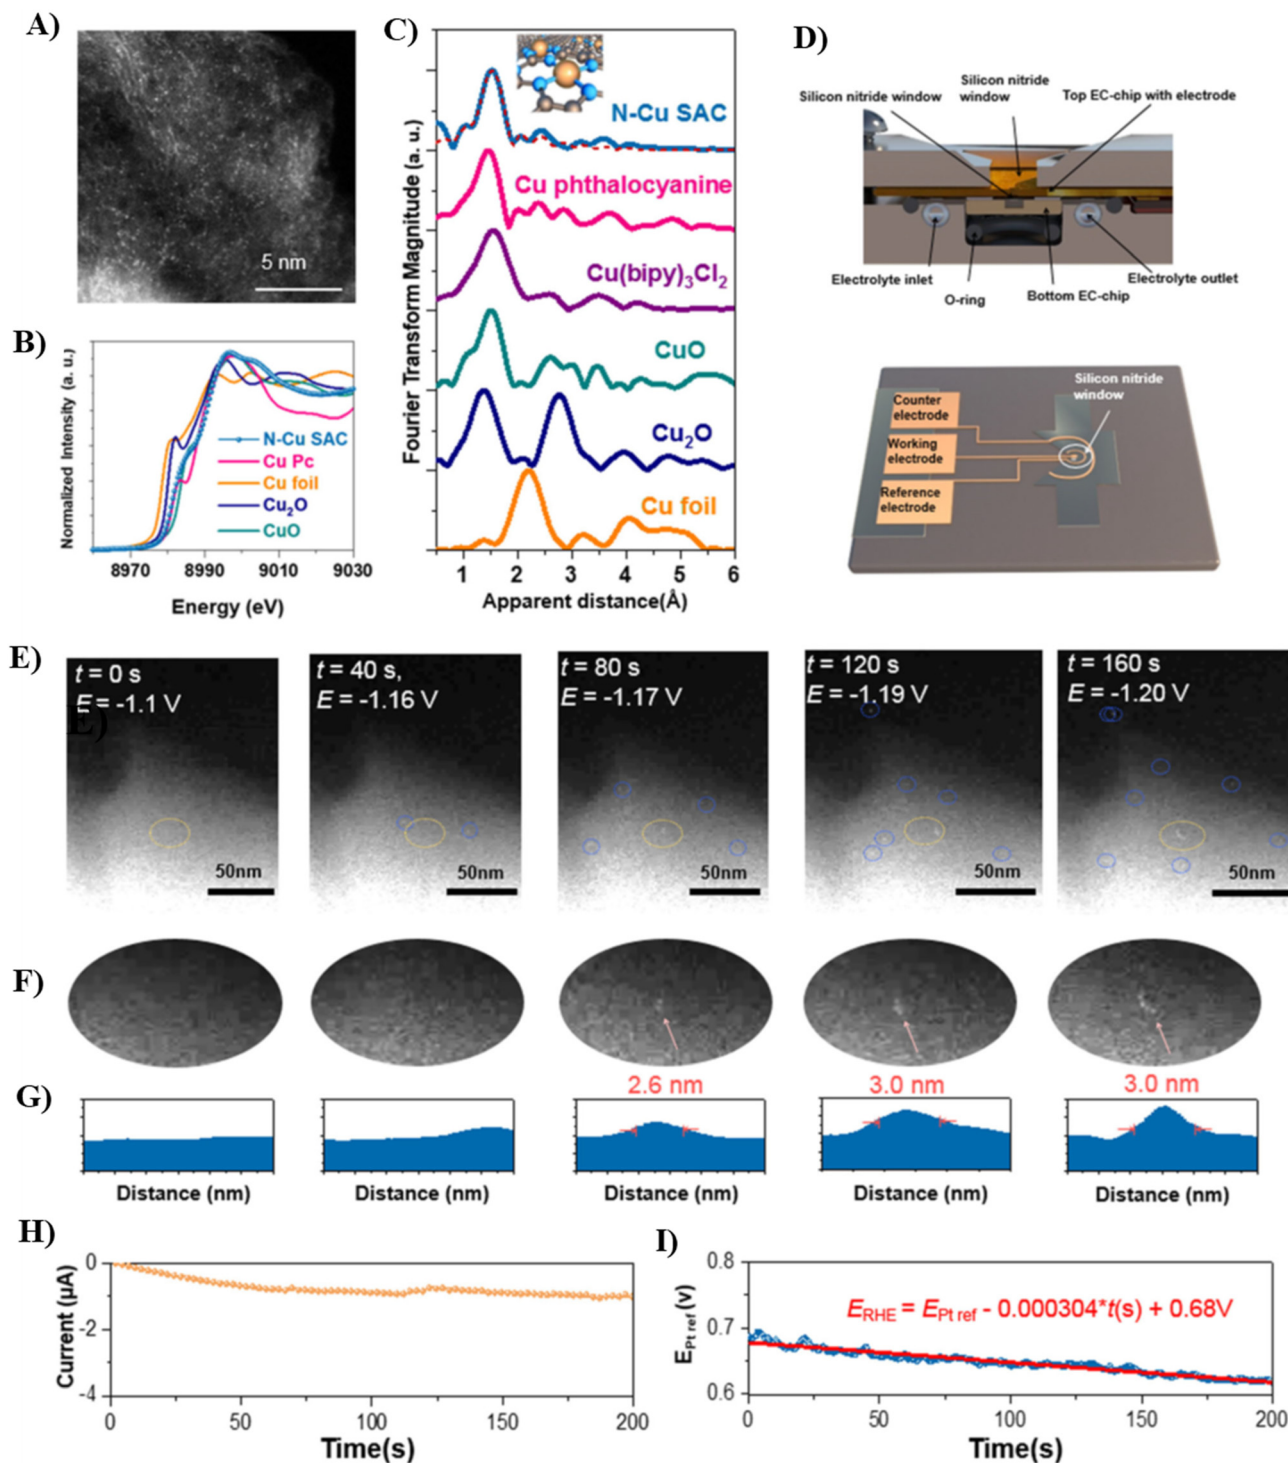 A)
5 nm
B)
Normalized Intensity (a. u.)
N-Cu SAC
Cu Pc
Cu foil
Cu₂O
CuO
8970 8990 9010 9030
Energy (eV)
C)
Fourier Transform Magnitude (a. u.)
N-Cu SAC
Cu phthalocyanine
Cu(bipy)₃Cl₂
CuO
Cu₂O
Cu foil
1 2 3 4 5 6
Apparent distance(Å)
D)
Silicon nitride window
Silicon nitride
window
Top EC-chip with electrode
Electrolyte inlet
O-ring
Bottom EC-chip
Electrolyte outlet
Silicon nitride
window
Counter
electrode
Working
electrode
Reference
electrode
E)
t = 0 s
E = -1.1 V
E)
50nm
t = 40 s,
E = -1.16 V
50nm
t = 80 s
E = -1.17 V
50nm
t = 120 s
E = -1.19 V
50nm
t = 160 s
E = -1.20 V
50nm
F)
G)
2.6 nm
3.0 nm
3.0 nm
Distance (nm)
Distance (nm)
Distance (nm)
Distance (nm)
Distance (nm)
H)
Current (µA)
0
-2
-4
0 50 100 150 200
Time(s)
I)
E Pt ref (v)
0.8
0.7
0.6
E RHE = E Pt ref - 0.000304*t(s) + 0.68V
0 50 100 150 200
Time(s)